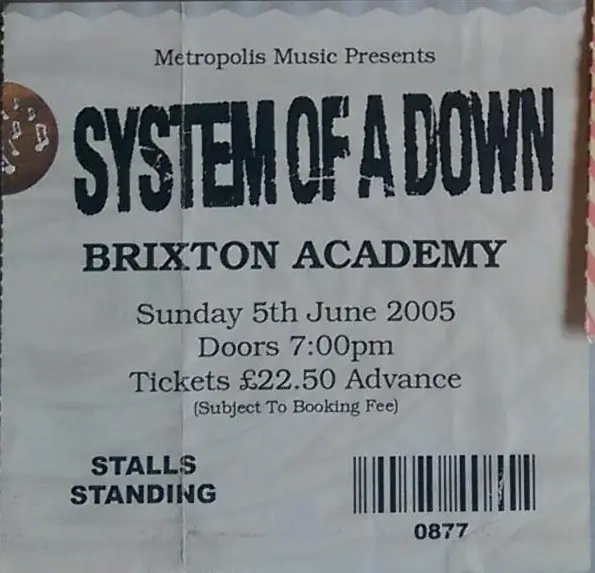 Metropolis Music Presents
SYSTEM OF A DOWN
BRIXTON ACADEMY
Sunday 5th June 2005
Doors 7:00pm
Tickets £22.50 Advance
(Subject To Booking Fee)
STALLS
STANDING
0877